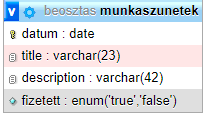 v beosztas munkaszunetek
datum : date
title : varchar(23)
description : varchar(42)
fizetett : enum('true','false')